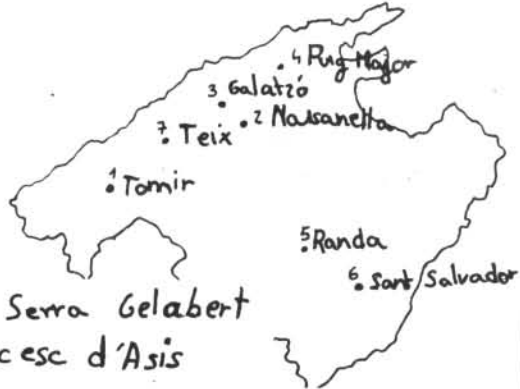 4 Puig Major
3 Galatzó
2 Massanella
7 Teix
1 Tomir
5 Randa
6 Sant Salvador
Serra Gelabert
cesc d'Asis